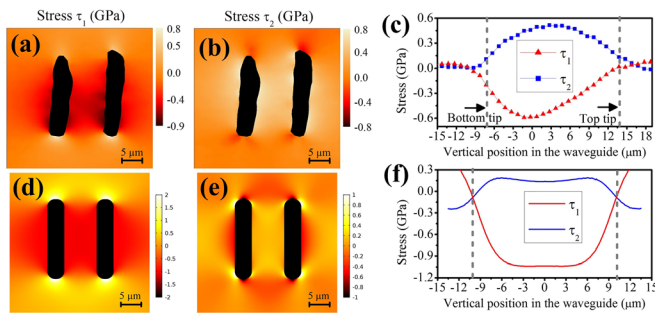 Stress τ1 (GPa)
Stress τ2 (GPa)
(a)
0.8
0.4
0.0
-0.4
-0.9
5 μm
(b)
0.8
0.4
0.0
-0.4
-0.8
5 μm
(c)
Stress (GPa)
0.6
0.3
0.0
-0.3
-0.6
τ1
τ2
Bottom tip
Top tip
-15 -12 -9 -6 -3 0 3 6 9 12 15 18
Vertical position in the waveguide (μm)
(d)
2
1.5
1
0.5
0
-0.5
-1
-1.5
-2
5 μm
(e)
1
0.8
0.6
0.4
0.2
0
-0.2
-0.4
-0.6
-0.8
-1
5 μm
(f)
Stress (GPa)
0.3
0.0
-0.3
-0.6
-0.9
-1.2
τ1
τ2
-15 -12 -9 -6 -3 0 3 6 9 12 15
Vertical position in the waveguide (μm)